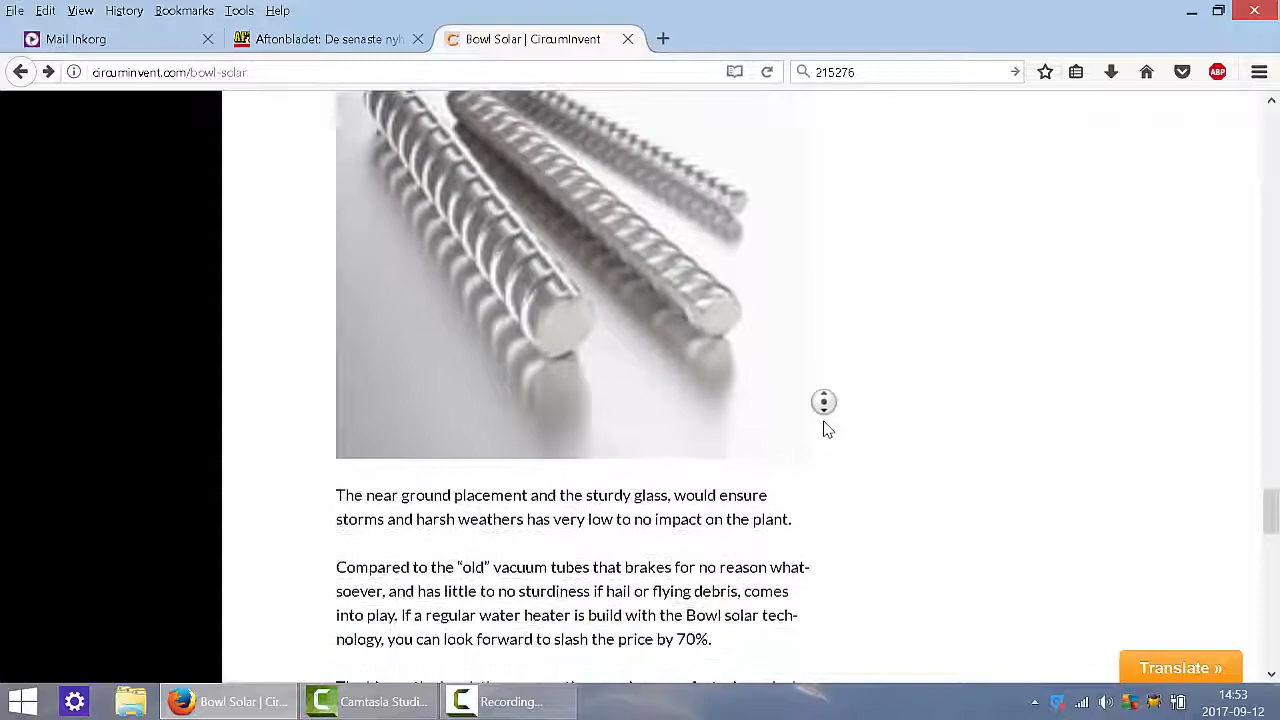 File Edit View History Bookmarks Tools Help
Mail Inkorg
Aftonbladet: De senaste nyh
Bowl Solar | CircumInvent
circuminvent.com/bowl-solar
215276
ABP
The near ground placement and the sturdy glass, would ensure
storms and harsh weathers has very low to no impact on the plant.
Compared to the “old” vacuum tubes that brakes for no reason what-
soever, and has little to no sturdiness if hail or flying debris, comes
into play. If a regular water heater is build with the Bowl solar tech-
nology, you can look forward to slash the price by 70%.
Translate »
Bowl Solar | Cir...
Camtasia Studi...
Recording...
14:53
2017-09-12